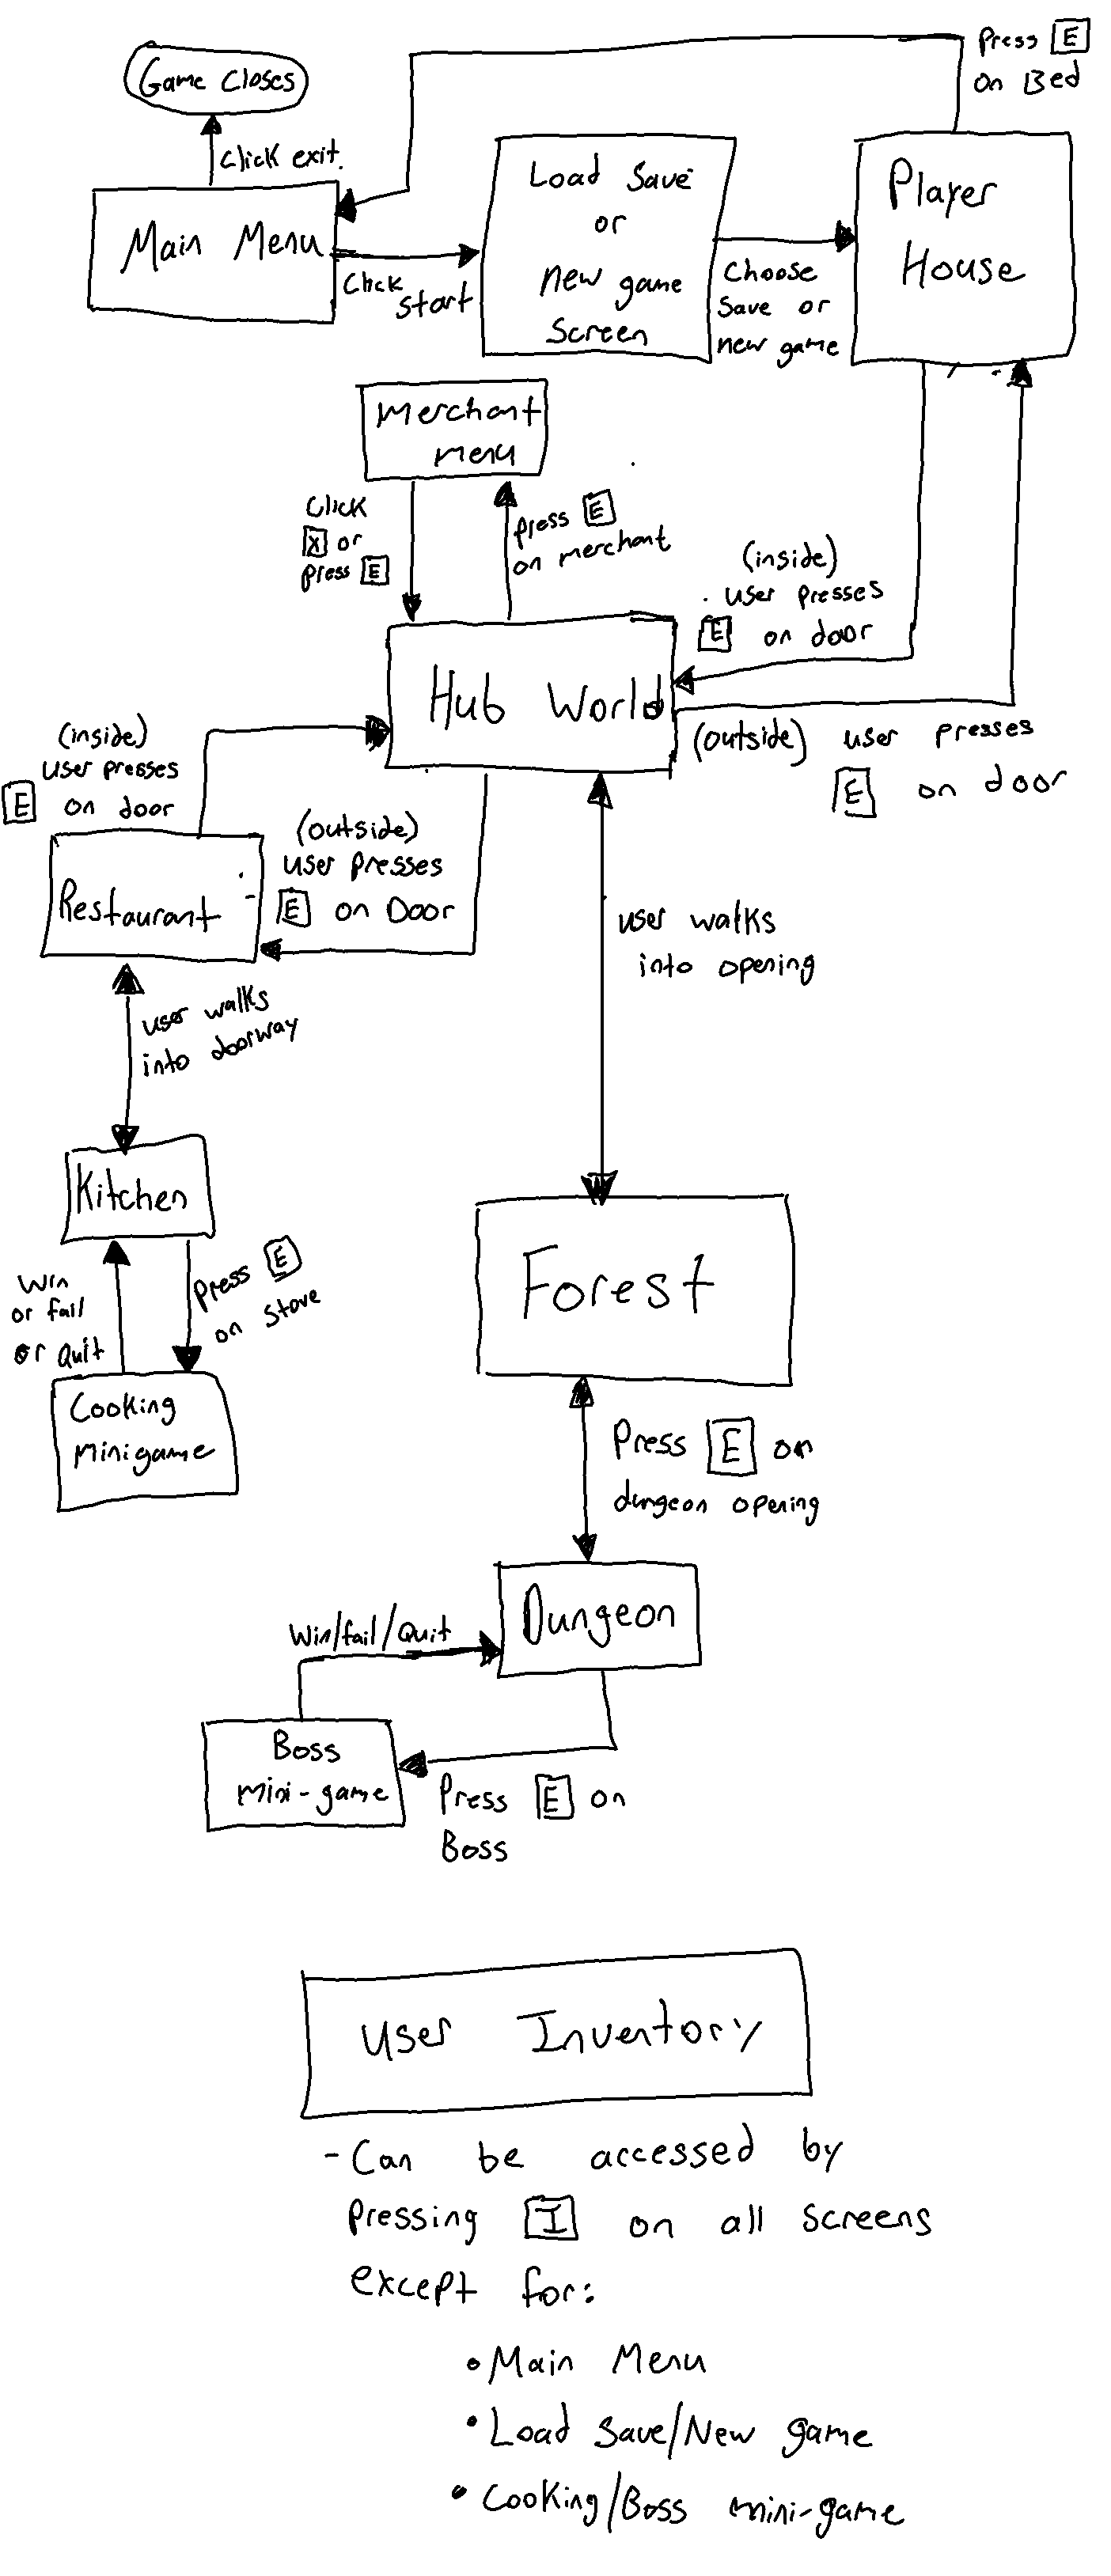 Press E
on Bed
Game Closes
Click exit.
Main Menu
Click
start
Load Save
or
new game
Screen
Choose
Save or
new game
Player
House
Merchant
menu
Click
X or
press E
press E
on merchant
(inside)
user presses
E on door
Hub World
(outside) user presses
E on door
(inside)
user presses
E on door
(outside)
user presses
E on Door
Restaurant
user walks
into opening
user walks
into doorway
Kitchen
Win
or fail
or Quit
Press E
on stove
Forest
Cooking
minigame
Press E on
dungeon opening
Dungeon
Win/fail/Quit
Boss
mini-game
Press E on
Boss
User Inventory
- Can be accessed by
pressing I on all screens
except for:
• Main Menu
• Load Save/New game
• Cooking/Boss mini-game